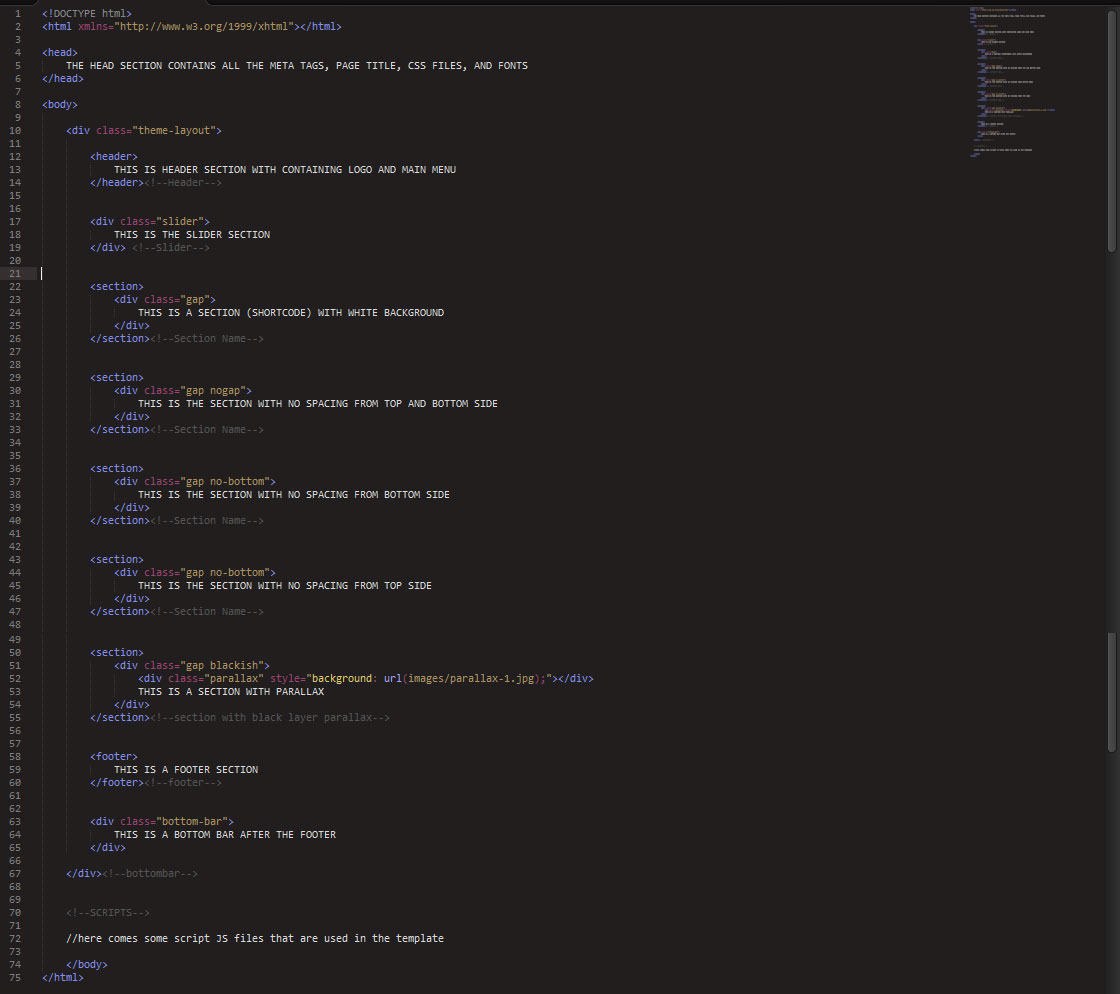 1 <!DOCTYPE html>
2 <html xmlns="http://www.w3.org/1999/xhtml"></html>
3
4 <head>
5 THE HEAD SECTION CONTAINS ALL THE META TAGS, PAGE TITLE, CSS FILES, AND FONTS
6 </head>
7
8 <body>
9
10 <div class="theme-layout">
11
12 <header>
13 THIS IS HEADER SECTION WITH CONTAINING LOGO AND MAIN MENU
14 </header><!--Header-->
15
16
17 <div class="slider">
18 THIS IS THE SLIDER SECTION
19 </div> <!--Slider-->
20
21
22 <section>
23 <div class="gap">
24 THIS IS A SECTION (SHORTCODE) WITH WHITE BACKGROUND
25 </div>
26 </section><!--Section Name-->
27
28
29 <section>
30 <div class="gap nogap">
31 THIS IS THE SECTION WITH NO SPACING FROM TOP AND BOTTOM SIDE
32 </div>
33 </section><!--Section Name-->
34
35
36 <section>
37 <div class="gap no-bottom">
38 THIS IS THE SECTION WITH NO SPACING FROM BOTTOM SIDE
39 </div>
40 </section><!--Section Name-->
41
42
43 <section>
44 <div class="gap no-bottom">
45 THIS IS THE SECTION WITH NO SPACING FROM TOP SIDE
46 </div>
47 </section><!--Section Name-->
48
49
50 <section>
51 <div class="gap blackish">
52 <div class="parallax" style="background: url(images/parallax-1.jpg);"></div>
53 THIS IS A SECTION WITH PARALLAX
54 </div>
55 </section><!--section with black layer parallax-->
56
57
58 <footer>
59 THIS IS A FOOTER SECTION
60 </footer><!--footer-->
61
62
63 <div class="bottom-bar">
64 THIS IS A BOTTOM BAR AFTER THE FOOTER
65 </div>
66
67 </div><!--bottombar-->
68
69
70 <!--SCRIPTS-->
71
72 //here comes some script JS files that are used in the template
73
74 </body>
75 </html>